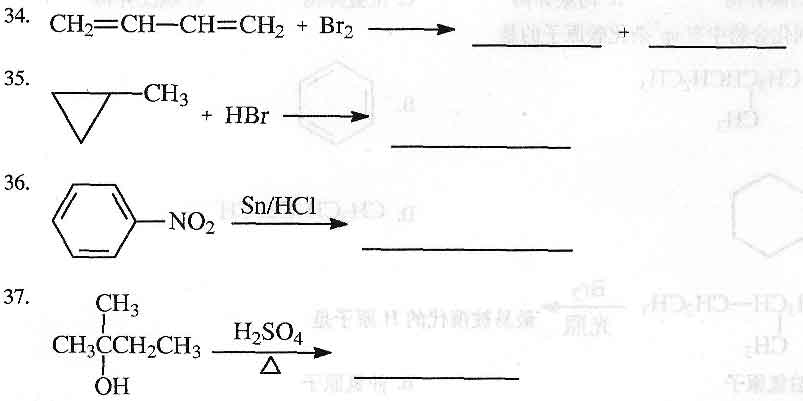 34. CH₂=CH—CH=CH₂ + Br₂ ⟶ ________ + ________
35. CH₃ + HBr ⟶ ________
36. NO₂ Sn/HCl ⟶ ________
37.
CH₃
CH₃CCH₂CH₃ H₂SO₄ △ ⟶ ________
OH